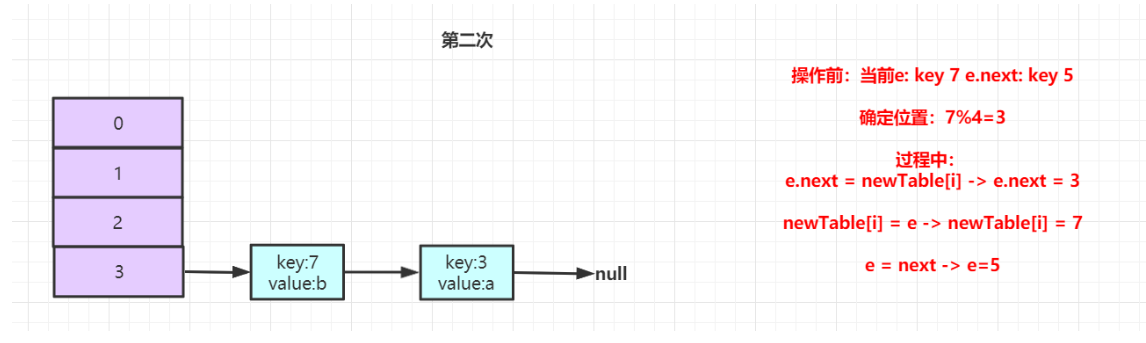 第二次
操作前：当前e: key 7 e.next: key 5
确定位置：7%4=3
过程中：
e.next = newTable[i] -> e.next = 3
newTable[i] = e -> newTable[i] = 7
e = next -> e=5
0
1
2
3
key:7
value:b
key:3
value:a
null